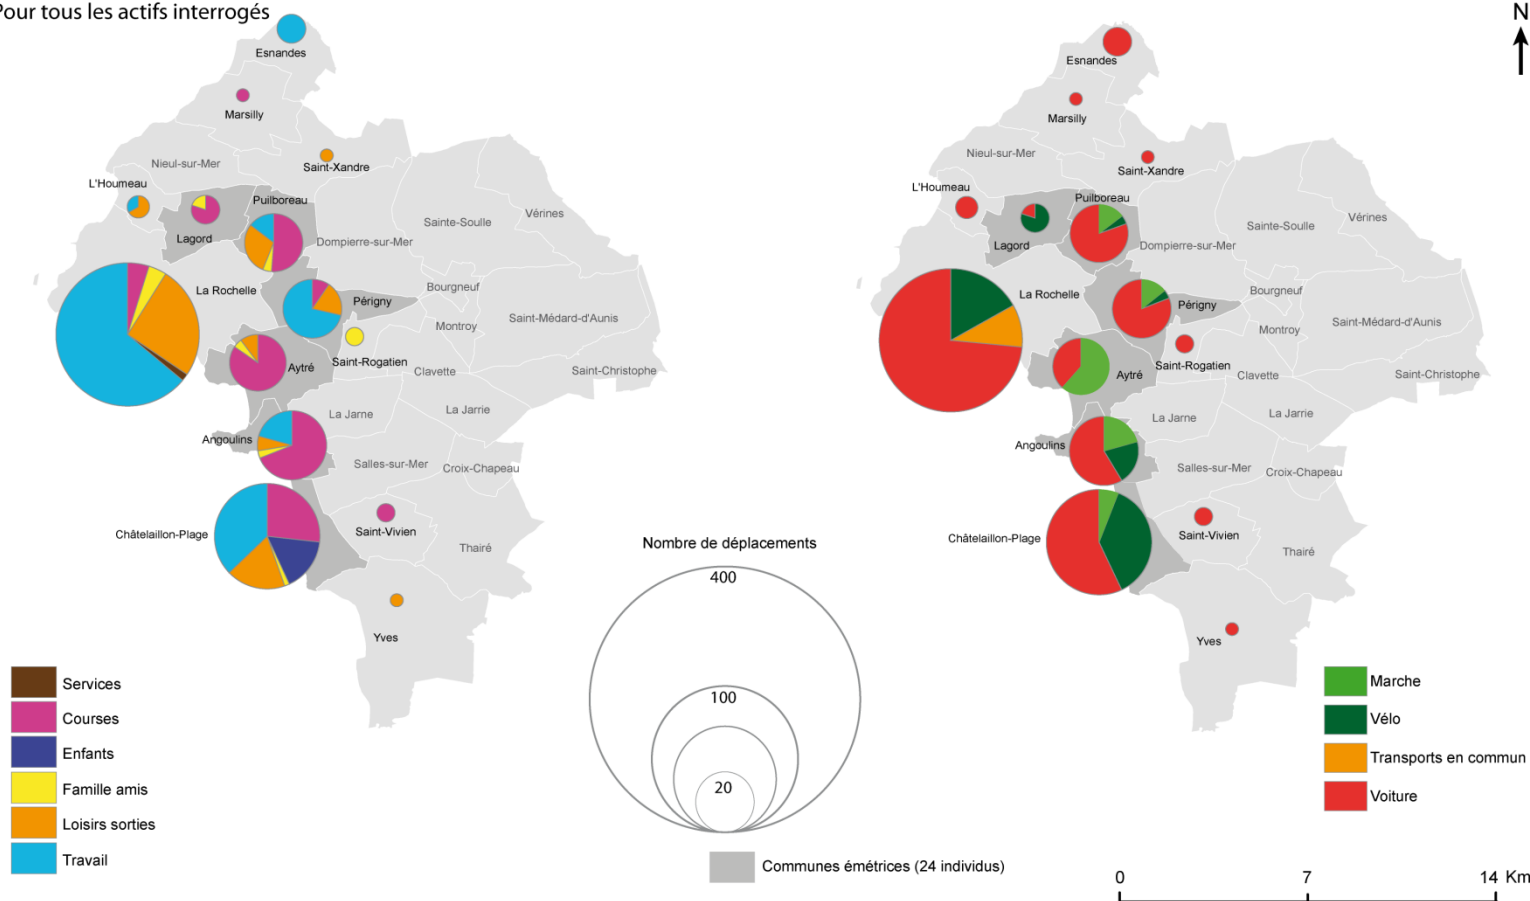 Pour tous les actifs interrogés
N
Esnandes
Marsilly
Nieul-sur-Mer
Saint-Xandre
L'Houmeau
Puilboreau
Lagord
Sainte-Soulle
Vérines
Dompierre-sur-Mer
La Rochelle
Bourgneuf
Périgny
Montroy
Saint-Médard-d'Aunis
Saint-Rogatien
Aytré
Clavette
Saint-Christophe
La Jarne
La Jarrie
Angoulins
Salles-sur-Mer
Croix-Chapeau
Châtelaillon-Plage
Saint-Vivien
Thairé
Yves
Esnandes
Marsilly
Nieul-sur-Mer
Saint-Xandre
L'Houmeau
Puilboreau
Lagord
Sainte-Soulle
Vérines
Dompierre-sur-Mer
La Rochelle
Bourgneuf
Périgny
Montroy
Saint-Médard-d'Aunis
Saint-Rogatien
Aytré
Clavette
Saint-Christophe
La Jarne
La Jarrie
Angoulins
Salles-sur-Mer
Croix-Chapeau
Châtelaillon-Plage
Saint-Vivien
Thairé
Yves
Nombre de déplacements
400
100
20
Services
Courses
Enfants
Famille amis
Loisirs sorties
Travail
Communes émétrices (24 individus)
Marche
Vélo
Transports en commun
Voiture
0 7 14 Km